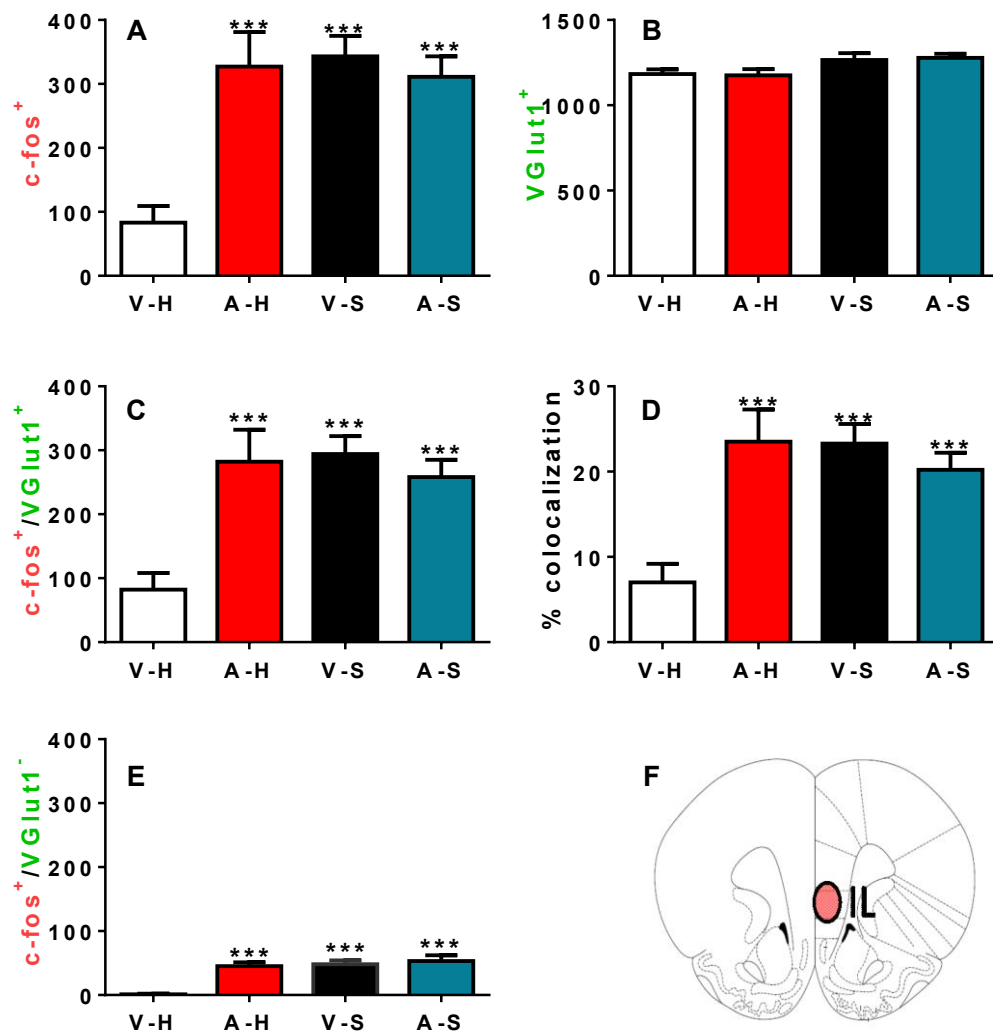 A
c-fos+
400
300
200
100
0
***
***
***
V-H A-H V-S A-S
B
VGlut1+
1500
1000
500
0
V-H A-H V-S A-S
C
c-fos+/VGlut1+
400
300
200
100
0
***
***
***
V-H A-H V-S A-S
D
% colocalization
30
20
10
0
***
***
***
V-H A-H V-S A-S
E
c-fos+/VGlut1-
400
300
200
100
0
***
***
***
V-H A-H V-S A-S
F
IL